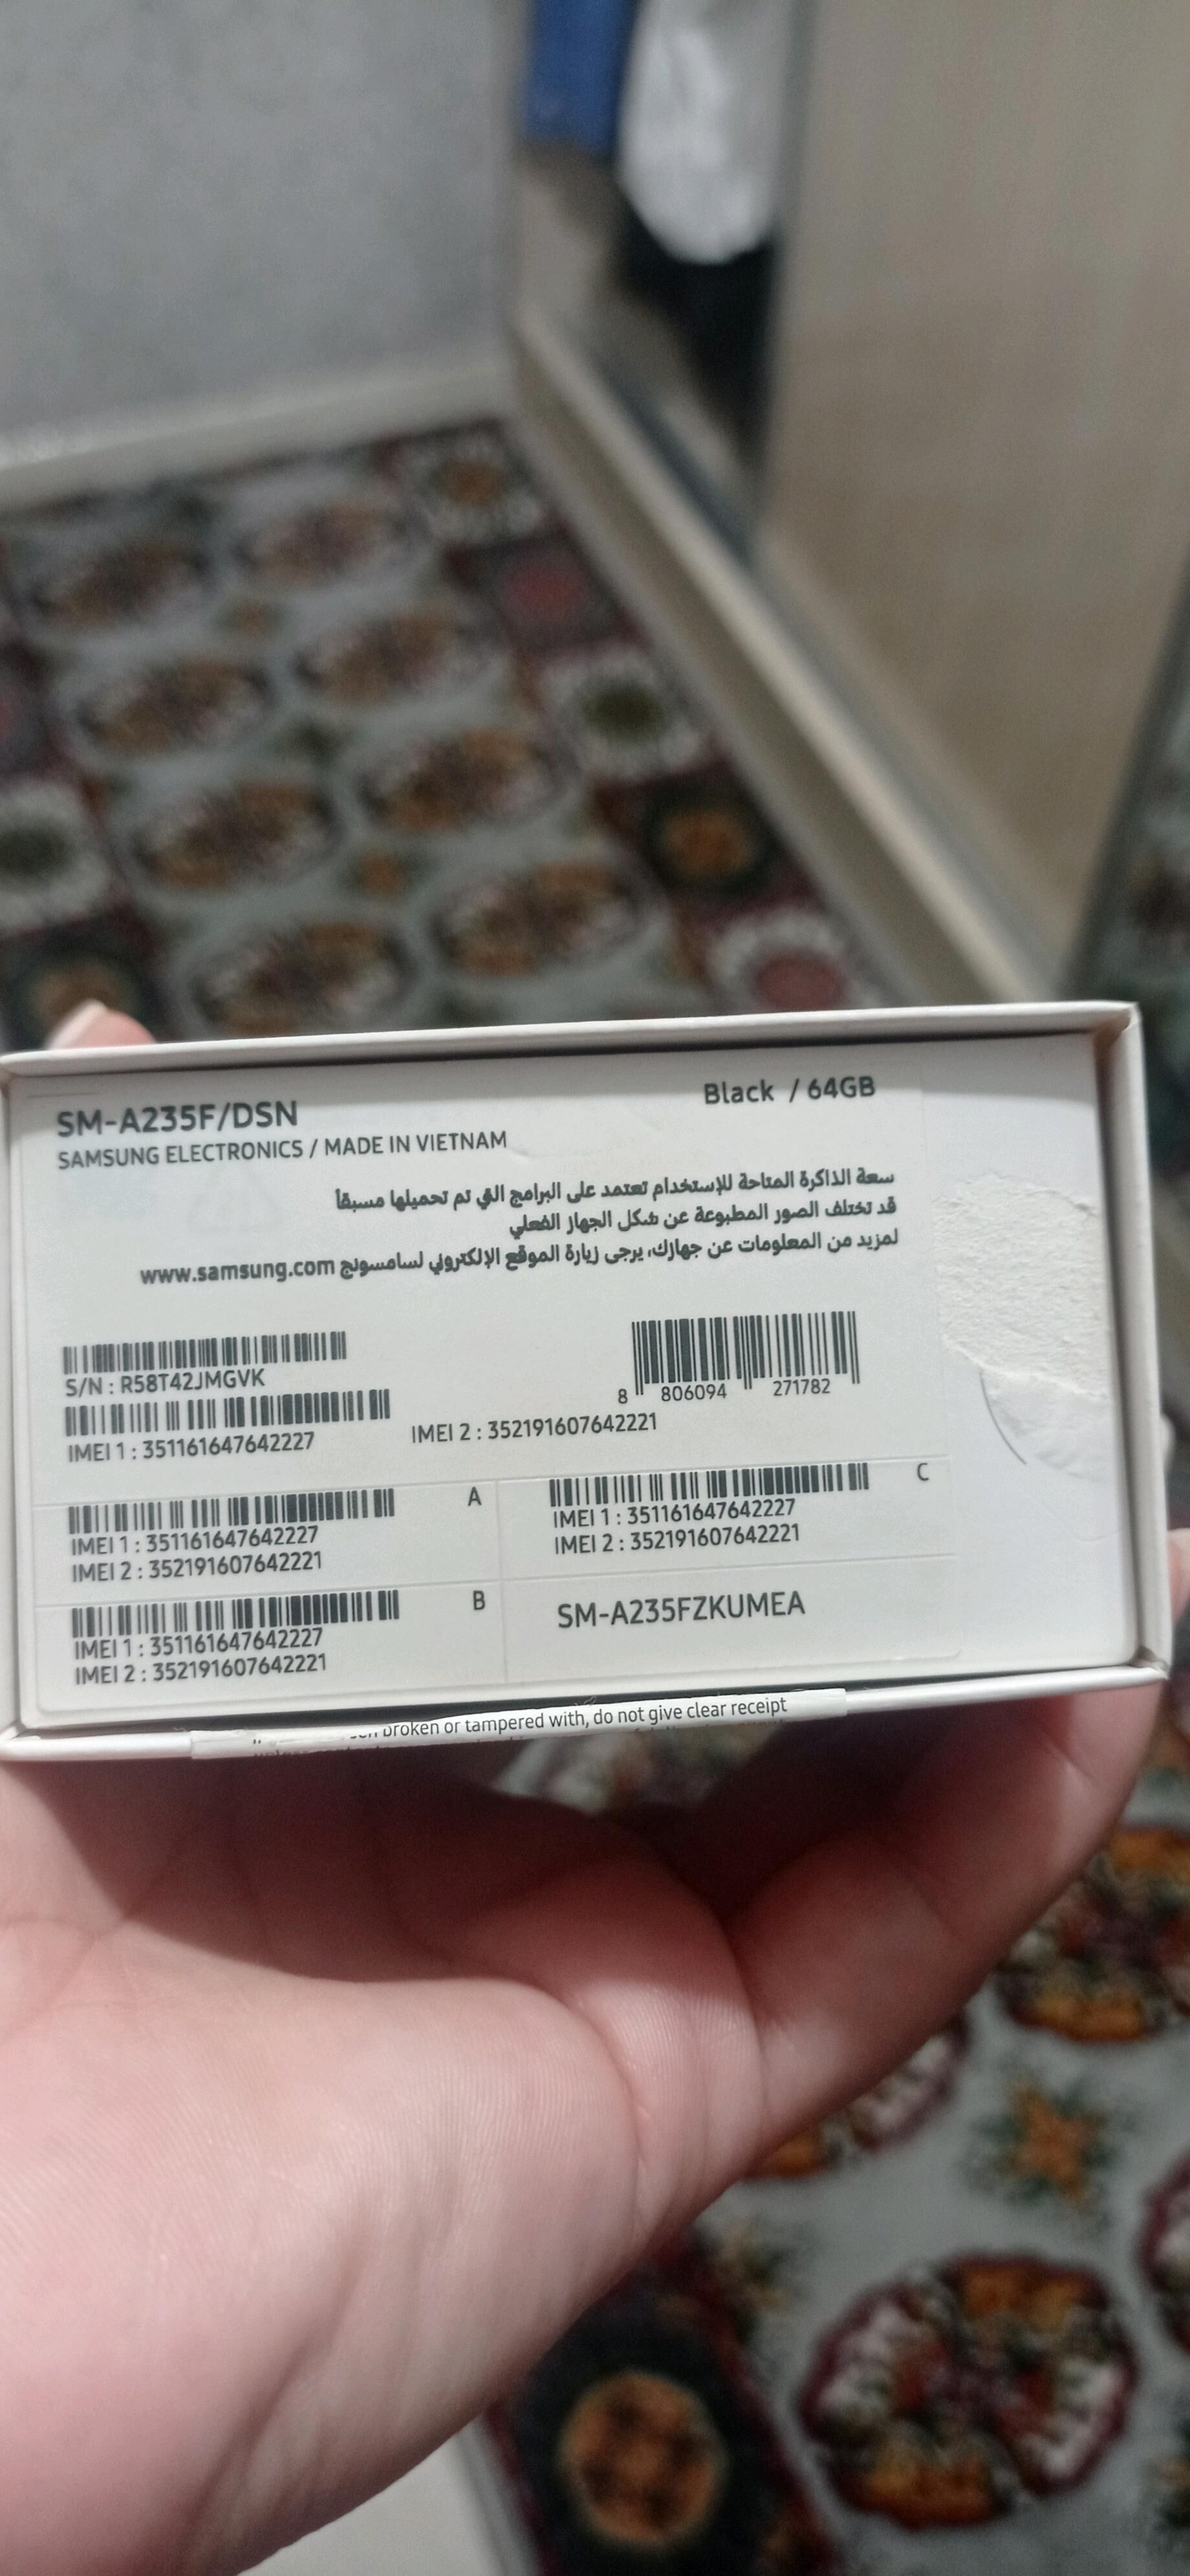 SM-A235F/DSN
Black / 64GB
SAMSUNG ELECTRONICS / MADE IN VIETNAM
سعة الذاكرة المتاحة للإستخدام تعتمد على البرامج التي تم تحميلها مسبقاً
قد تختلف الصور المطبوعة عن شكل الجهاز الفعلي
لمزيد من المعلومات عن جهازك، يرجى زيارة الموقع الإلكتروني لسامسونج www.samsung.com
S/N : R58T42JMGVK
8 806094 271782
IMEI 1 : 351161647642227
IMEI 2 : 352191607642221
A
IMEI 1 : 351161647642227
IMEI 2 : 352191607642221
C
IMEI 1 : 351161647642227
IMEI 2 : 352191607642221
B
IMEI 1 : 351161647642227
IMEI 2 : 352191607642221
SM-A235FZKUMEA
broken or tampered with, do not give clear receipt